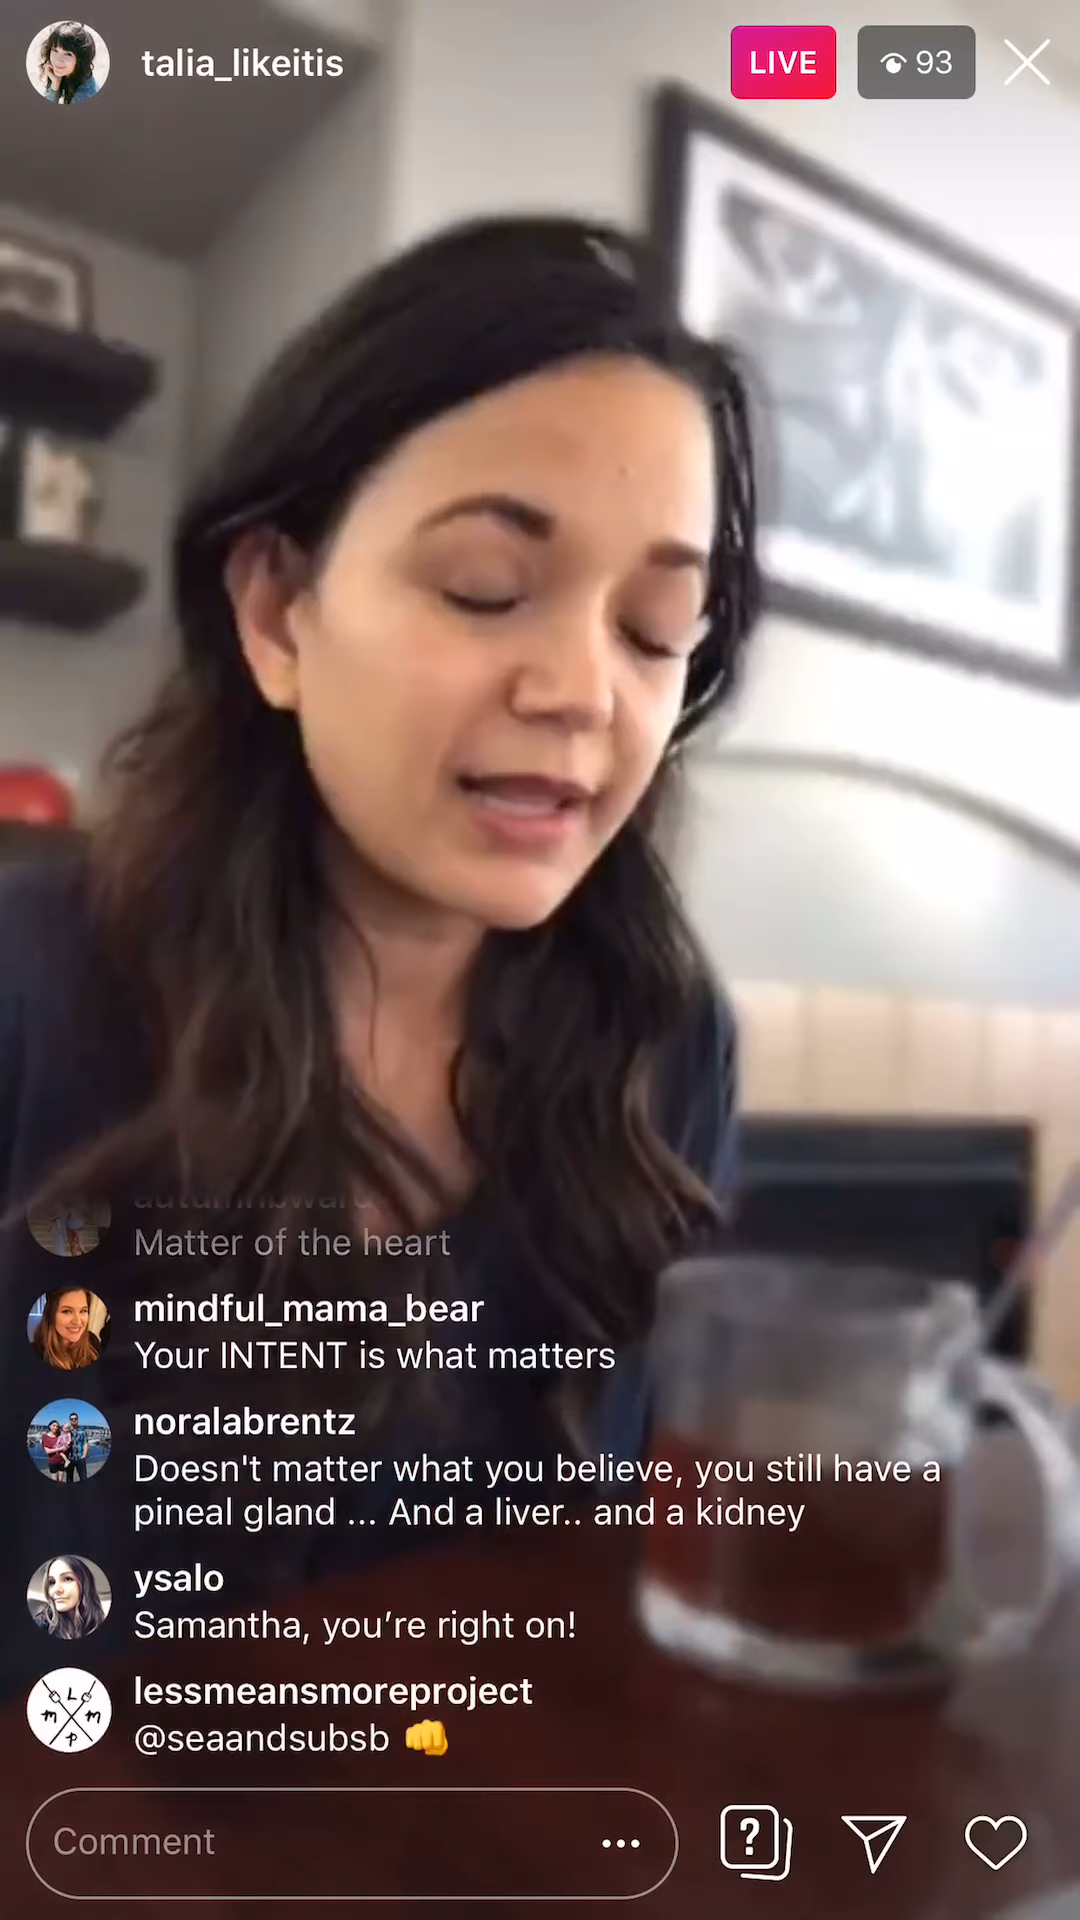 talia_likeitis
LIVE
93
Matter of the heart
mindful_mama_bear
Your INTENT is what matters
noralabrentz
Doesn't matter what you believe, you still have a
pineal gland ... And a liver.. and a kidney
ysalo
Samantha, you're right on!
L
m m
P
lessmeansmoreproject
@seaandsubsb 👊
Comment
?